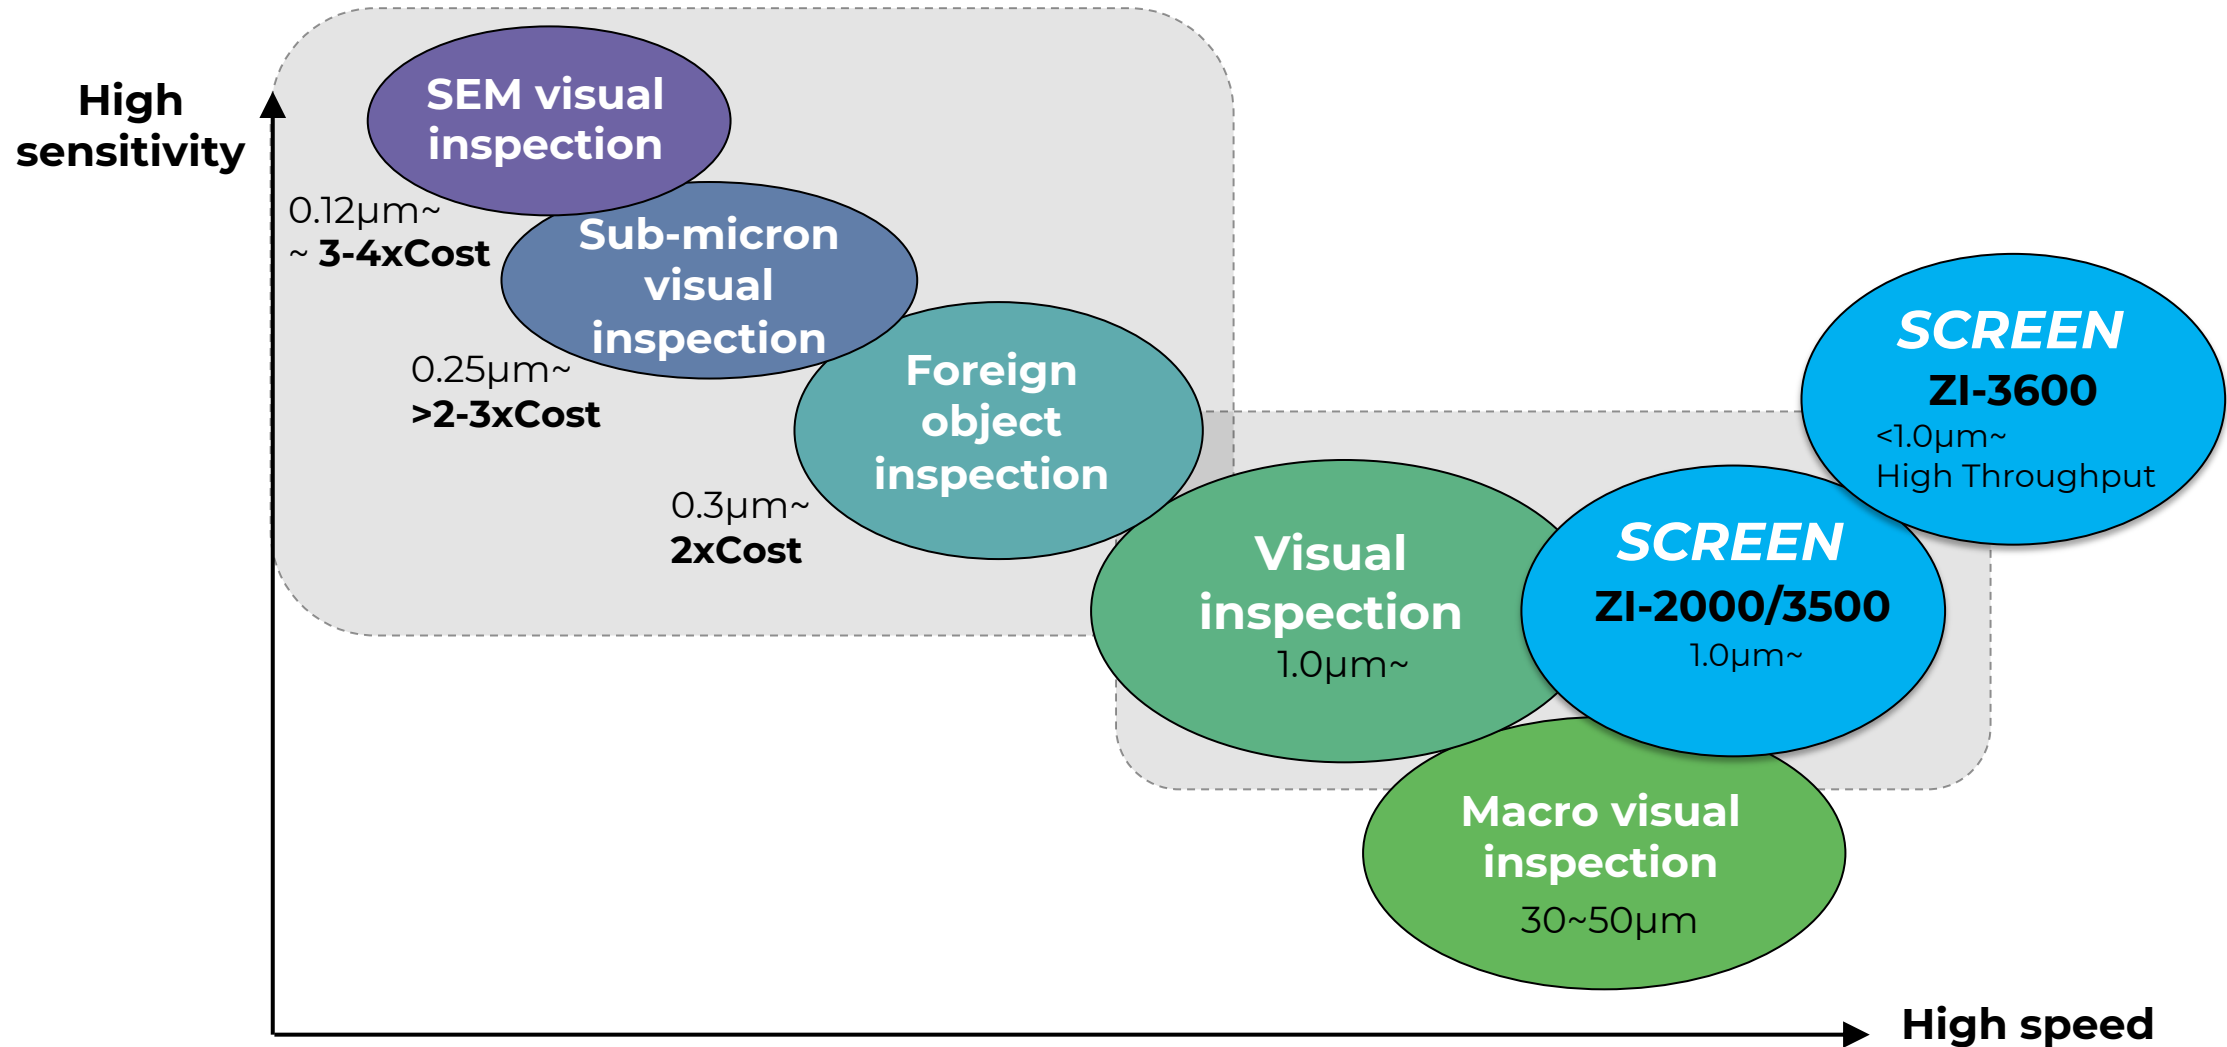 High
sensitivity
SEM visual
inspection
0.12µm~
~ 3-4xCost
Sub-micron
visual
inspection
0.25µm~
>2-3xCost
Foreign
object
inspection
0.3µm~
2xCost
Visual
inspection
1.0µm~
SCREEN
ZI-2000/3500
1.0µm~
SCREEN
ZI-3600
<1.0µm~
High Throughput
Macro visual
inspection
30~50µm
High speed